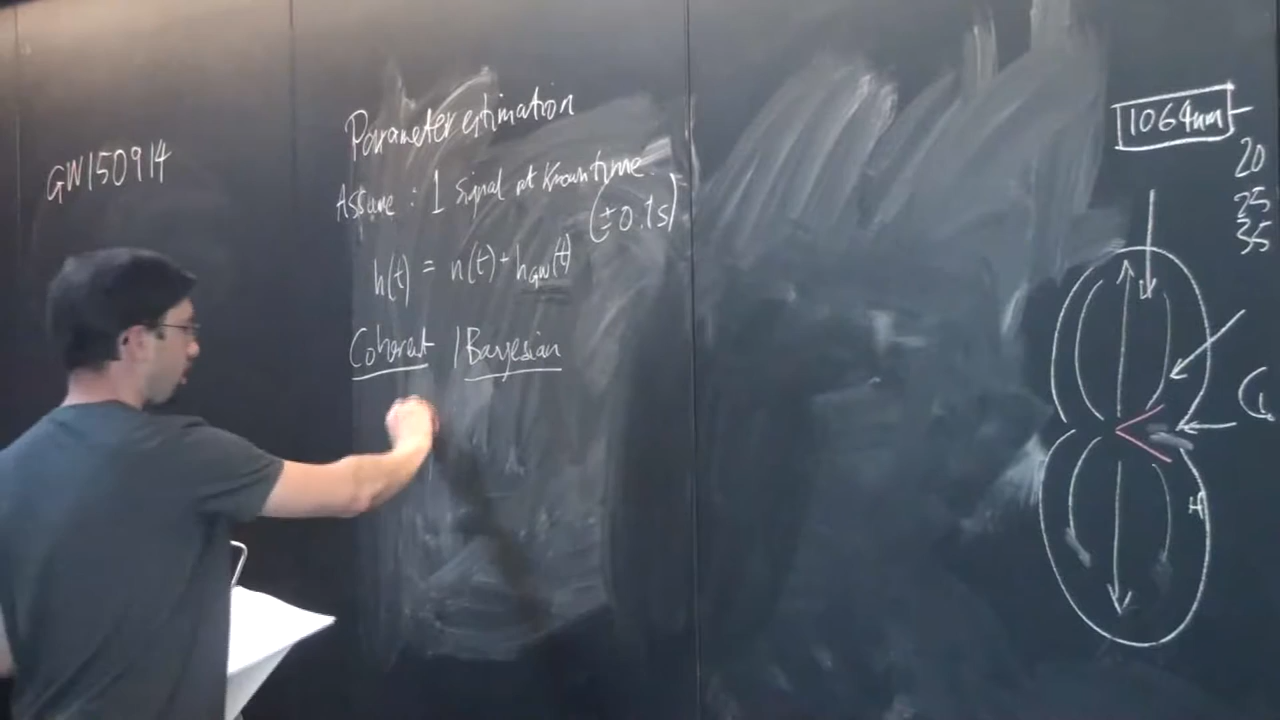 GW150914
Parameter estimation
Assume : 1 signal at known time.
(±0.1s)
h(t) = n(t) + h_GW(t)
Coherent / Bayesian
1064nm
20
25
35
H